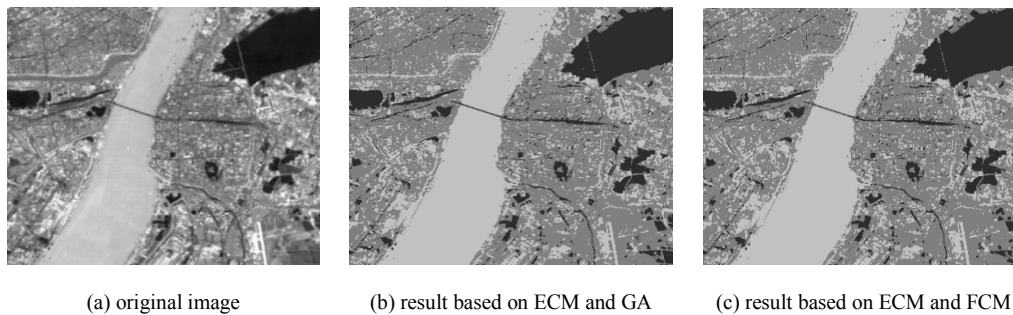 (a) original image
(b) result based on ECM and GA
(c) result based on ECM and FCM